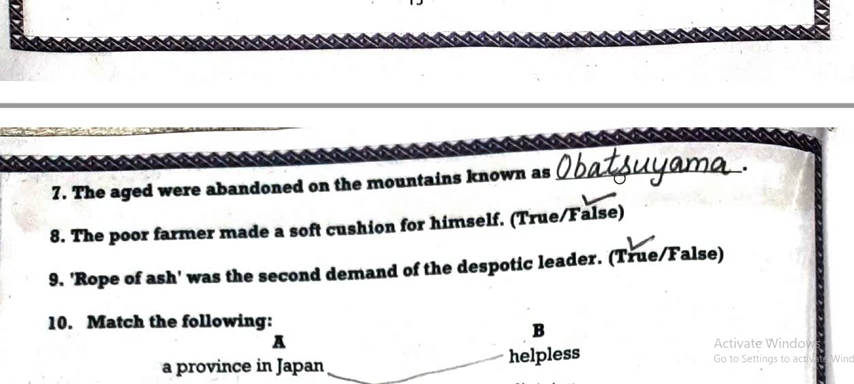 7. The aged were abandoned on the mountains known as Obatsuyama.
8. The poor farmer made a soft cushion for himself. (True/False)
9. 'Rope of ash' was the second demand of the despotic leader. (True/False)
10. Match the following:
A B
a province in Japan helpless
Activate Windows
Go to Settings to activate Wind